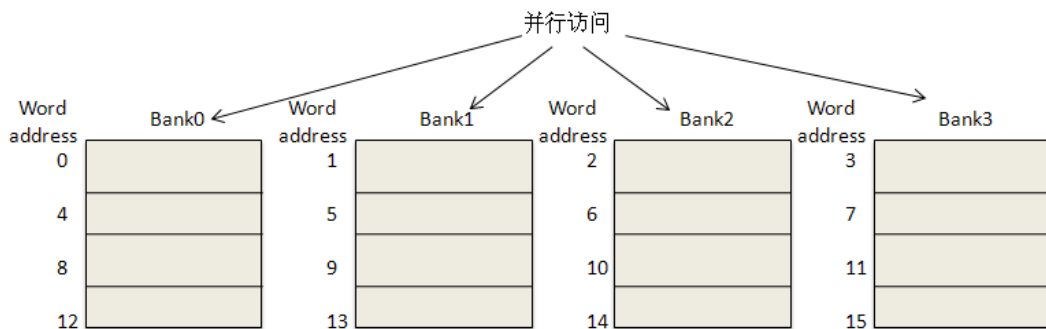 并行访问
Word address Bank0 Word address Bank1 Word address Bank2 Word address Bank3
0 1 2 3
4 5 6 7
8 9 10 11
12 13 14 15